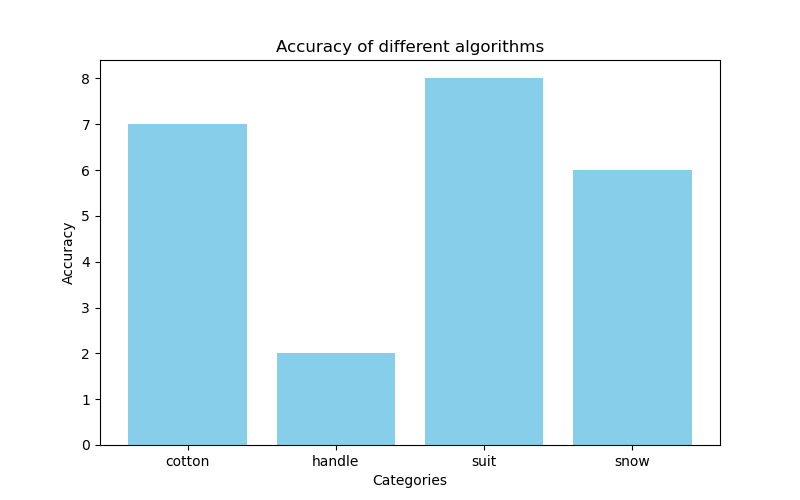 Accuracy of different algorithms
Accuracy
8
7
6
5
4
3
2
1
0
cotton handle suit snow
Categories